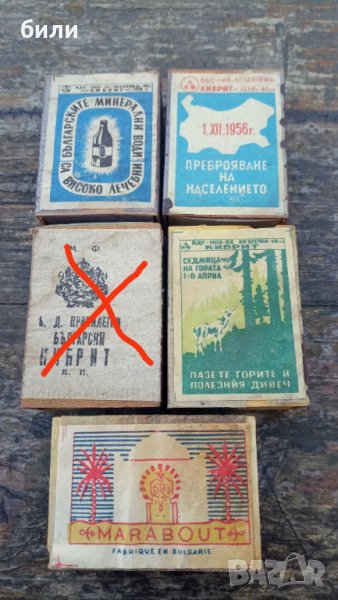 били
БЪЛГАРСКИТЕ МИНЕРАЛНИ ВОДИ
СА ВИСОКО ЛЕЧЕБНИ
КИБРИТ
1.XII.1956г.
ПРЕБРОЯВАНЕ
НА
НАСЕЛЕНИЕТО
М. Ф.
БЪЛГАРСКИ
КИБРИТ
Б. П.
КИБРИТ
СЕДМИЦА
НА ГОРАТА
1-8 АПРИЛ
ПАЗЕТЕ ГОРИТЕ И
ПОЛЕЗНИЯ ДИВЕЧ
MARABOUT
FABRIQUE EN BULGARIE
BAZAR